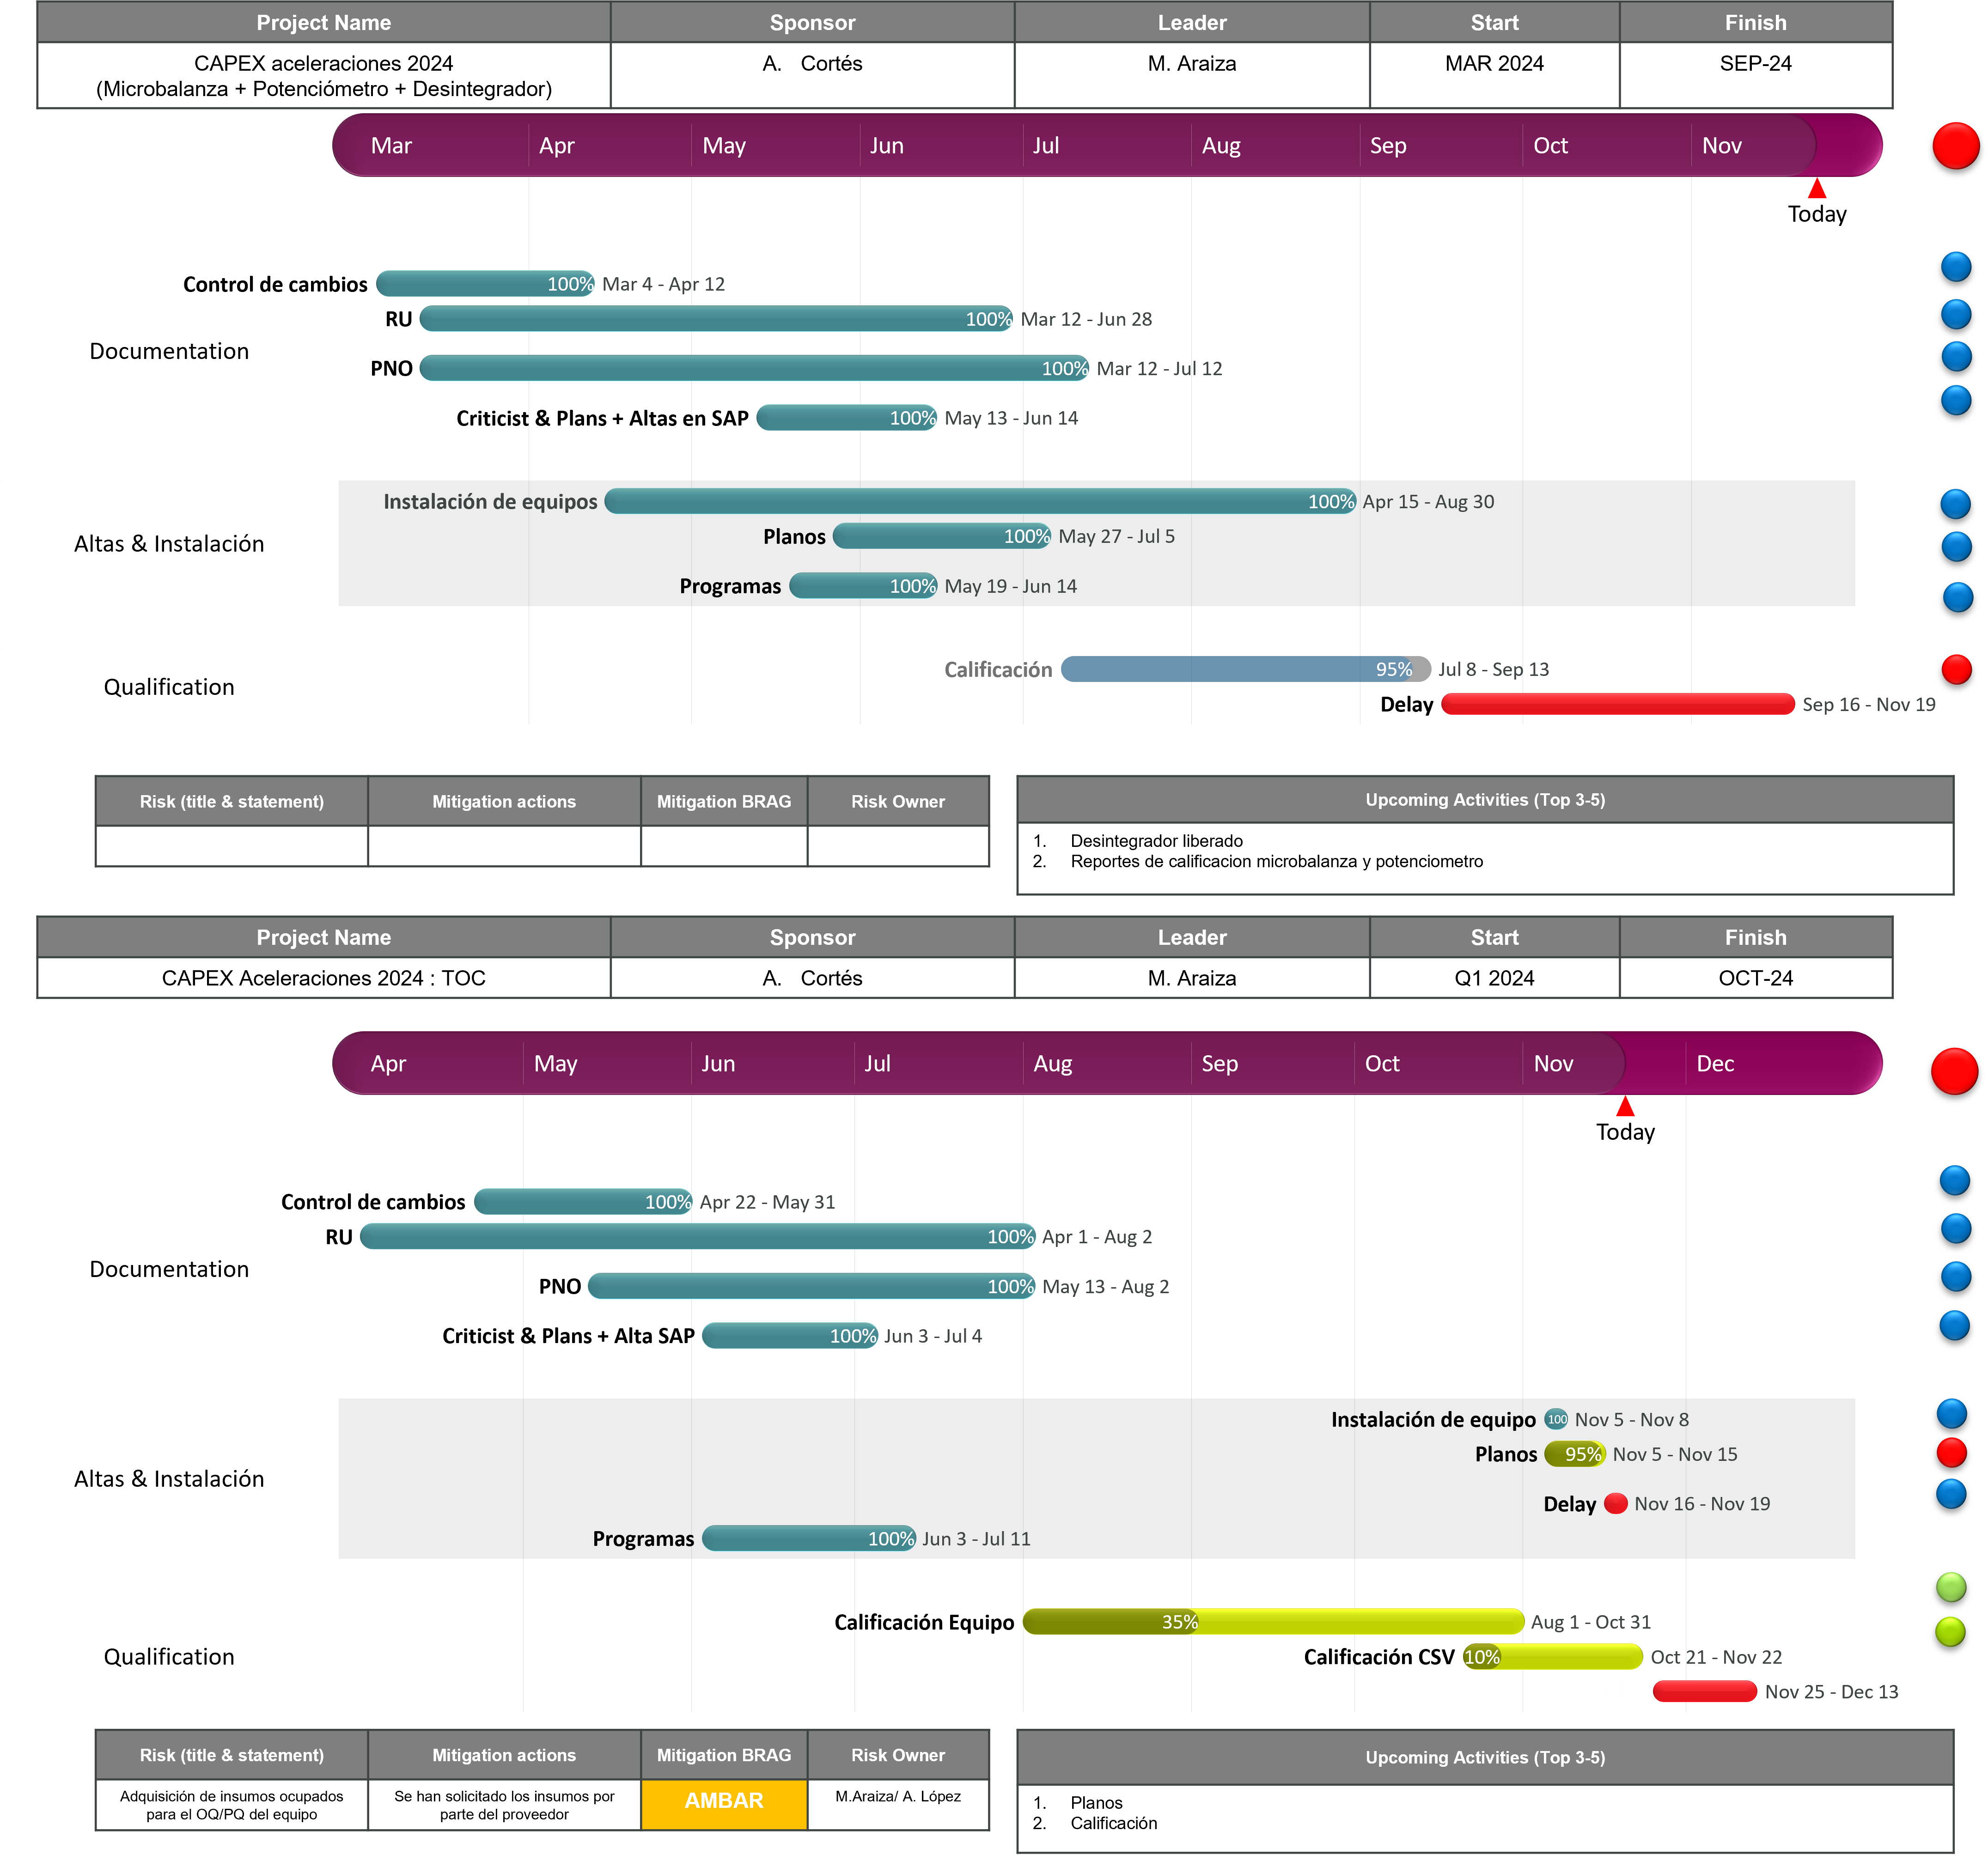 Project Name Sponsor Leader Start Finish
CAPEX aceleraciones 2024
(Microbalanza + Potenciómetro + Desintegrador)
A. Cortés M. Araiza MAR 2024 SEP-24
Mar Apr May Jun Jul Aug Sep Oct Nov
Today
Control de cambios 100% Mar 4 - Apr 12
RU 100% Mar 12 - Jun 28
Documentation
PNO 100% Mar 12 - Jul 12
Criticist & Plans + Altas en SAP 100% May 13 - Jun 14
Instalación de equipos 100% Apr 15 - Aug 30
Planos 100% May 27 - Jul 5
Altas & Instalación
Programas 100% May 19 - Jun 14
Calificación 95% Jul 8 - Sep 13
Qualification
Delay Sep 16 - Nov 19
Risk (title & statement) Mitigation actions Mitigation BRAG Risk Owner
Upcoming Activities (Top 3-5)
1. Desintegrador liberado
2. Reportes de calificacion microbalanza y potenciometro
Project Name Sponsor Leader Start Finish
CAPEX Aceleraciones 2024 : TOC A. Cortés M. Araiza Q1 2024 OCT-24
Apr May Jun Jul Aug Sep Oct Nov Dec
Today
Control de cambios 100% Apr 22 - May 31
RU 100% Apr 1 - Aug 2
Documentation
PNO 100% May 13 - Aug 2
Criticist & Plans + Alta SAP 100% Jun 3 - Jul 4
Instalación de equipo 100 Nov 5 - Nov 8
Planos 95% Nov 5 - Nov 15
Altas & Instalación
Delay Nov 16 - Nov 19
Programas 100% Jun 3 - Jul 11
Calificación Equipo 35% Aug 1 - Oct 31
Qualification
Calificación CSV 10% Oct 21 - Nov 22
Nov 25 - Dec 13
Risk (title & statement) Mitigation actions Mitigation BRAG Risk Owner
Adquisición de insumos ocupados
para el OQ/PQ del equipo
Se han solicitado los insumos por
parte del proveedor
AMBAR
M.Araiza/ A. López
Upcoming Activities (Top 3-5)
1. Planos
2. Calificación